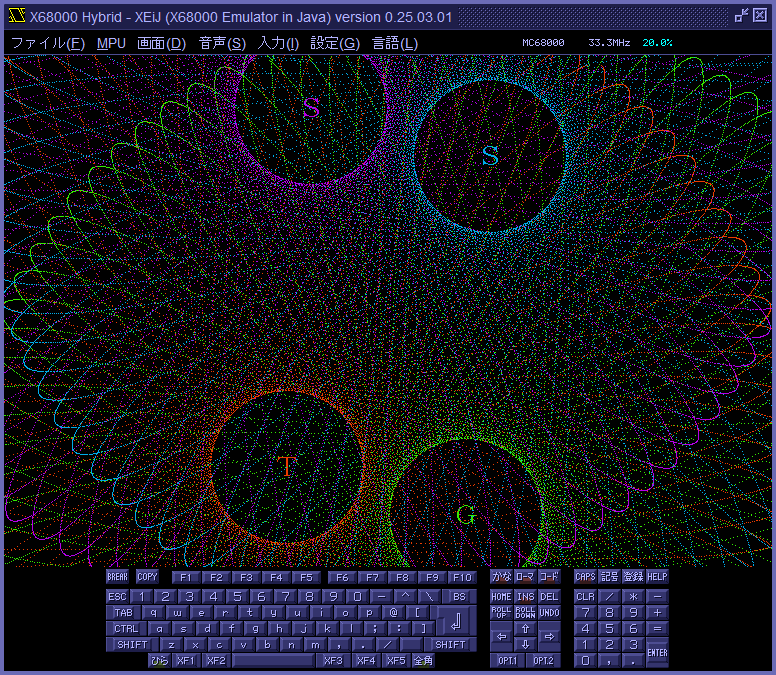 X68000 Hybrid - XEiJ (X68000 Emulator in Java) version 0.25.03.01
ファイル(F) MPU 画面(D) 音声(S) 入力(I) 設定(G) 言語(L) MC68000 33.3MHz 20.0%
S
S
T
G
BREAK COPY F1 F2 F3 F4 F5 F6 F7 F8 F9 F10 かな ローマ コード CAPS 記号 登録 HELP
ESC 1 2 3 4 5 6 7 8 9 0 - ^ \ BS HOME INS DEL CLR / * -
TAB q w e r t y u i o p @ [ ROLL UP ROLL DOWN UNDO 7 8 9 +
CTRL a s d f g h j k l ; : ] ← ↑ → 4 5 6 =
SHIFT z x c v b n m , . / SHIFT ↓ 1 2 3 ENTER
ひら XF1 XF2 XF3 XF4 XF5 全角 OPT.1 OPT.2 0 , .